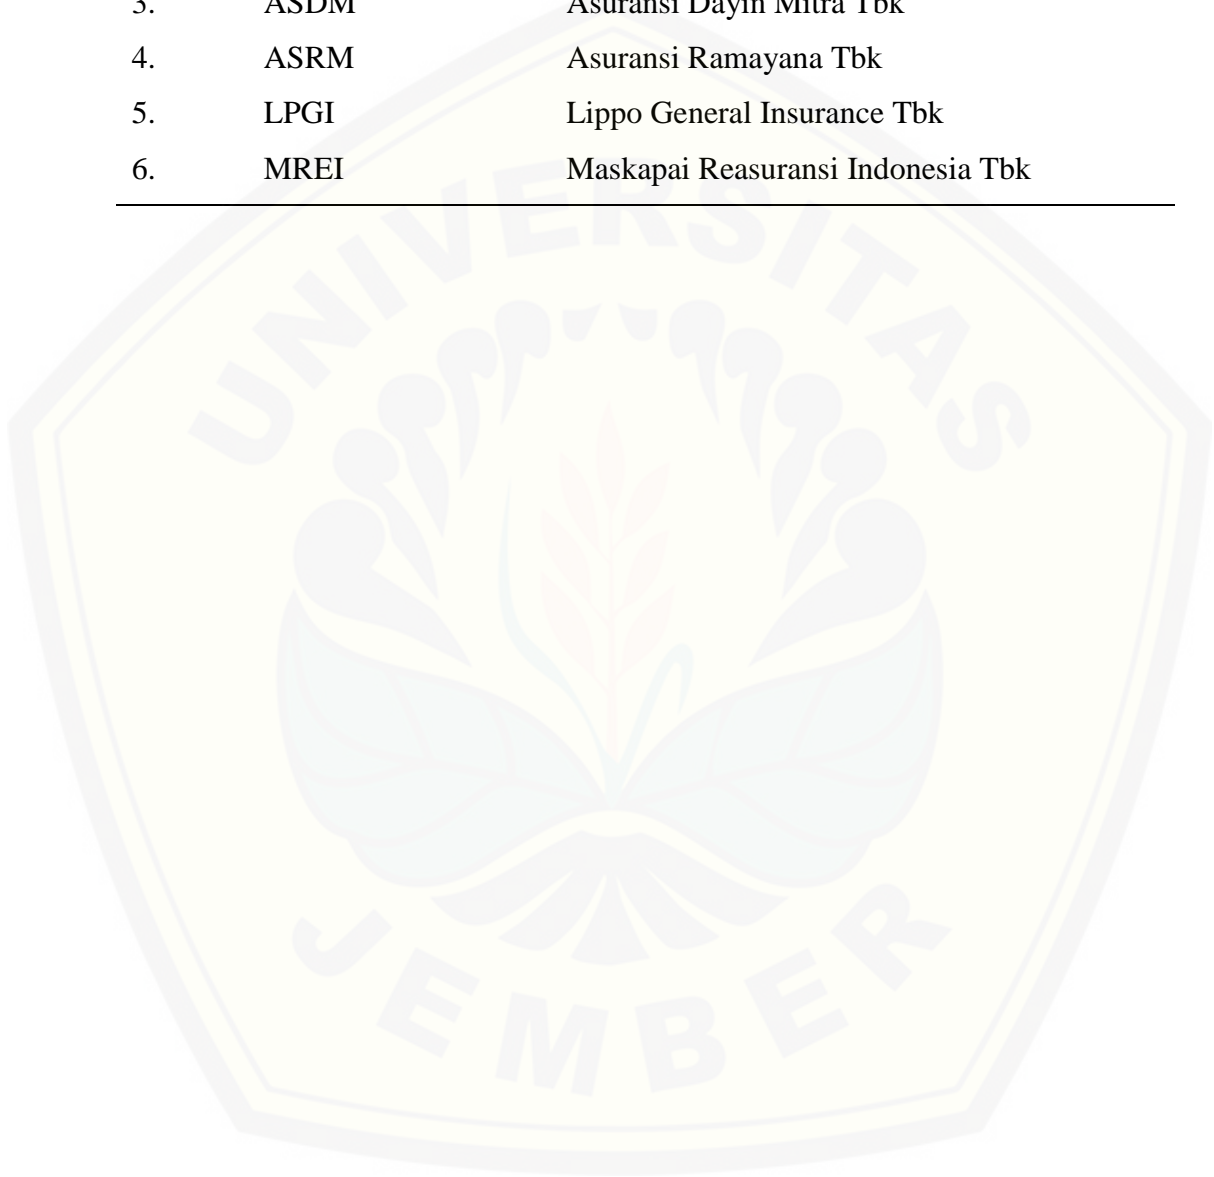 3. ASDM Asuransi Dayin Mitra Tbk
4. ASRM Asuransi Ramayana Tbk
5. LPGI Lippo General Insurance Tbk
6. MREI Maskapai Reasuransi Indonesia Tbk
UNIVERSITAS
JEMBER